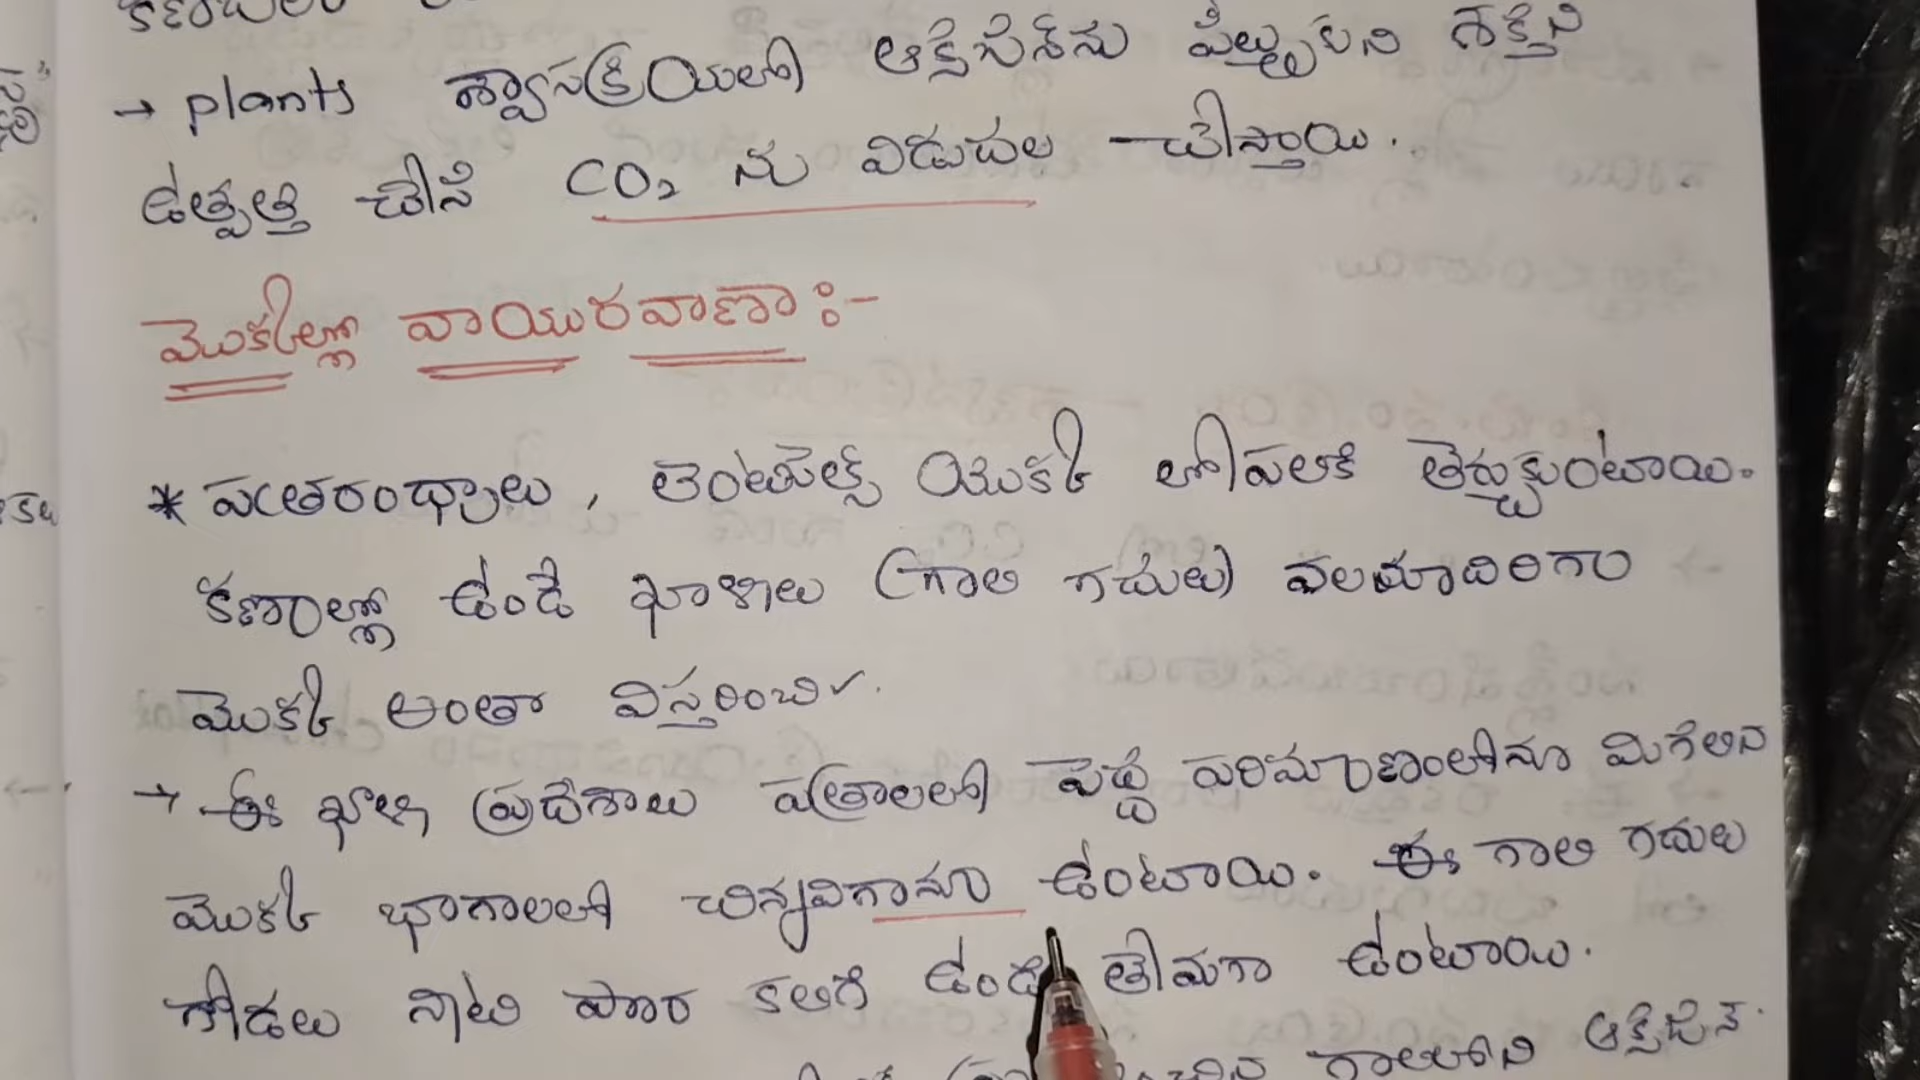 → plants శ్వాసక్రియలో ఆక్సిజన్‌ను పీల్చుకుని శక్తిని
ఉత్పత్తి చేసి CO₂ ను విడుదల చేస్తాయి.
మొక్కల్లో వాయురవాణా :-
* పత్రరంధ్రాలు, లెంటిసెల్స్ యొక్క లోపలికి తెర్చుకుంటాయి.
కణాల్లో ఉండే ఖాళీలు (గాలి గదులు) వలమాదిరిగా
మొక్క అంతా విస్తరించి
→ ఈ ఖాళీ ప్రదేశాలు పత్రాలలో పెద్ద పరిమాణంలోనూ మిగిలిన
మొక్క భాగాలలో చిన్నవిగానూ ఉంటాయి. ఈ గాలి గదుల
గోడలు నీటి పొర కలిగి ఉండి తేమగా ఉంటాయి.
గాలిలోని ఆక్సిజన్